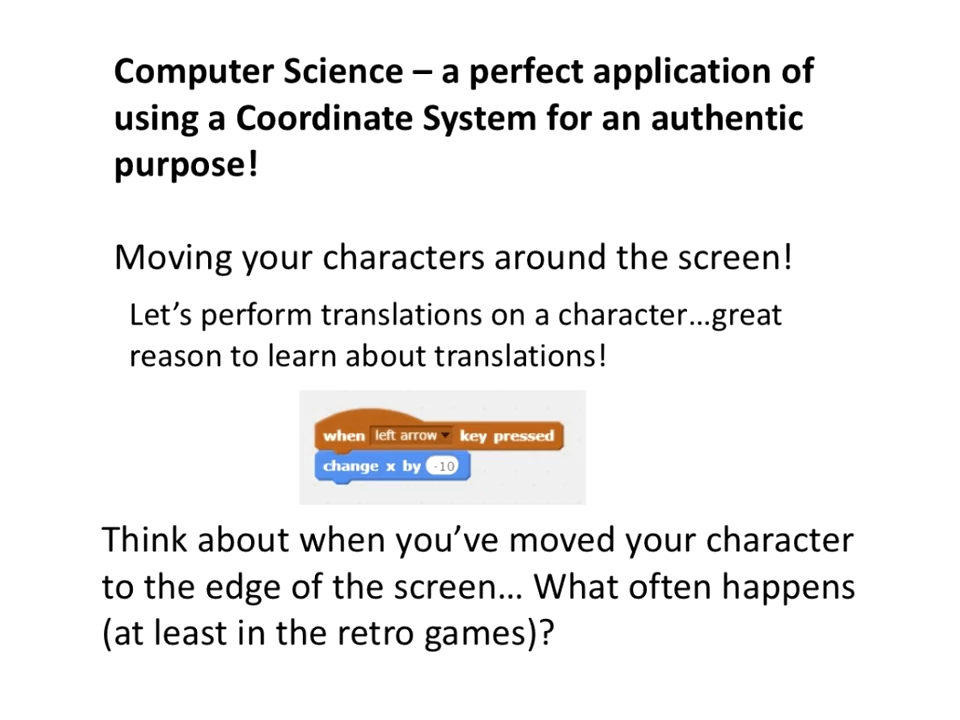 Computer Science – a perfect application of
using a Coordinate System for an authentic
purpose!
Moving your characters around the screen!
Let’s perform translations on a character…great
reason to learn about translations!
when left arrow key pressed
change x by -10
Think about when you’ve moved your character
to the edge of the screen… What often happens
(at least in the retro games)?